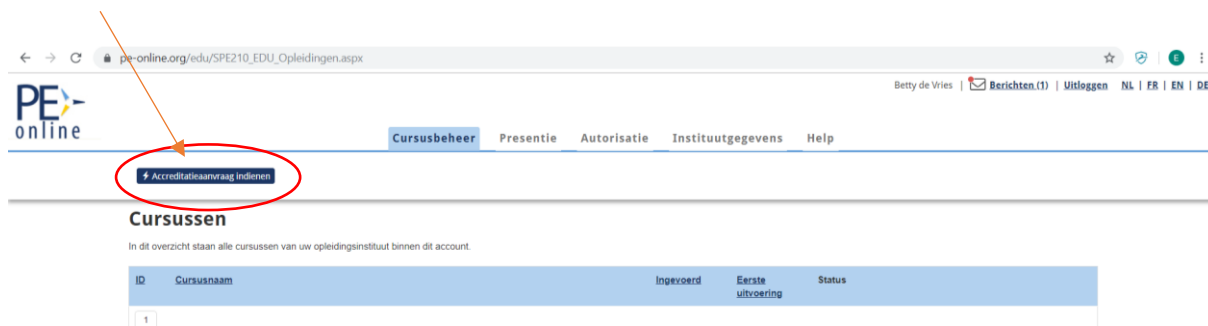 pe-online.org/edu/SPE210_EDU_Opleidingen.aspx
E
Betty de Vries | Berichten (1) | Uitloggen NL | FR | EN | DE
PE
online
Cursusbeheer Presentie Autorisatie Instituutgegevens Help
Accreditatieaanvraag indienen
Cursussen
In dit overzicht staan alle cursussen van uw opleidingsinstituut binnen dit account.
ID Cursusnaam Ingevoerd Eerste uitvoering Status
1